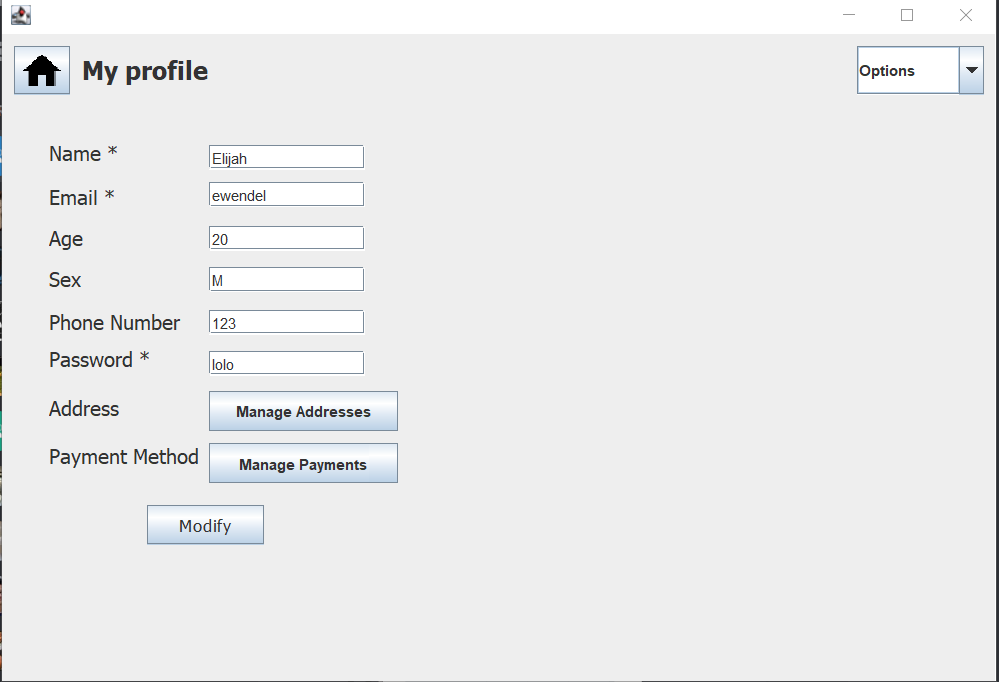 My profile
Options
Name * Elijah
Email * ewendel
Age 20
Sex M
Phone Number 123
Password * lolo
Address Manage Addresses
Payment Method Manage Payments
Modify